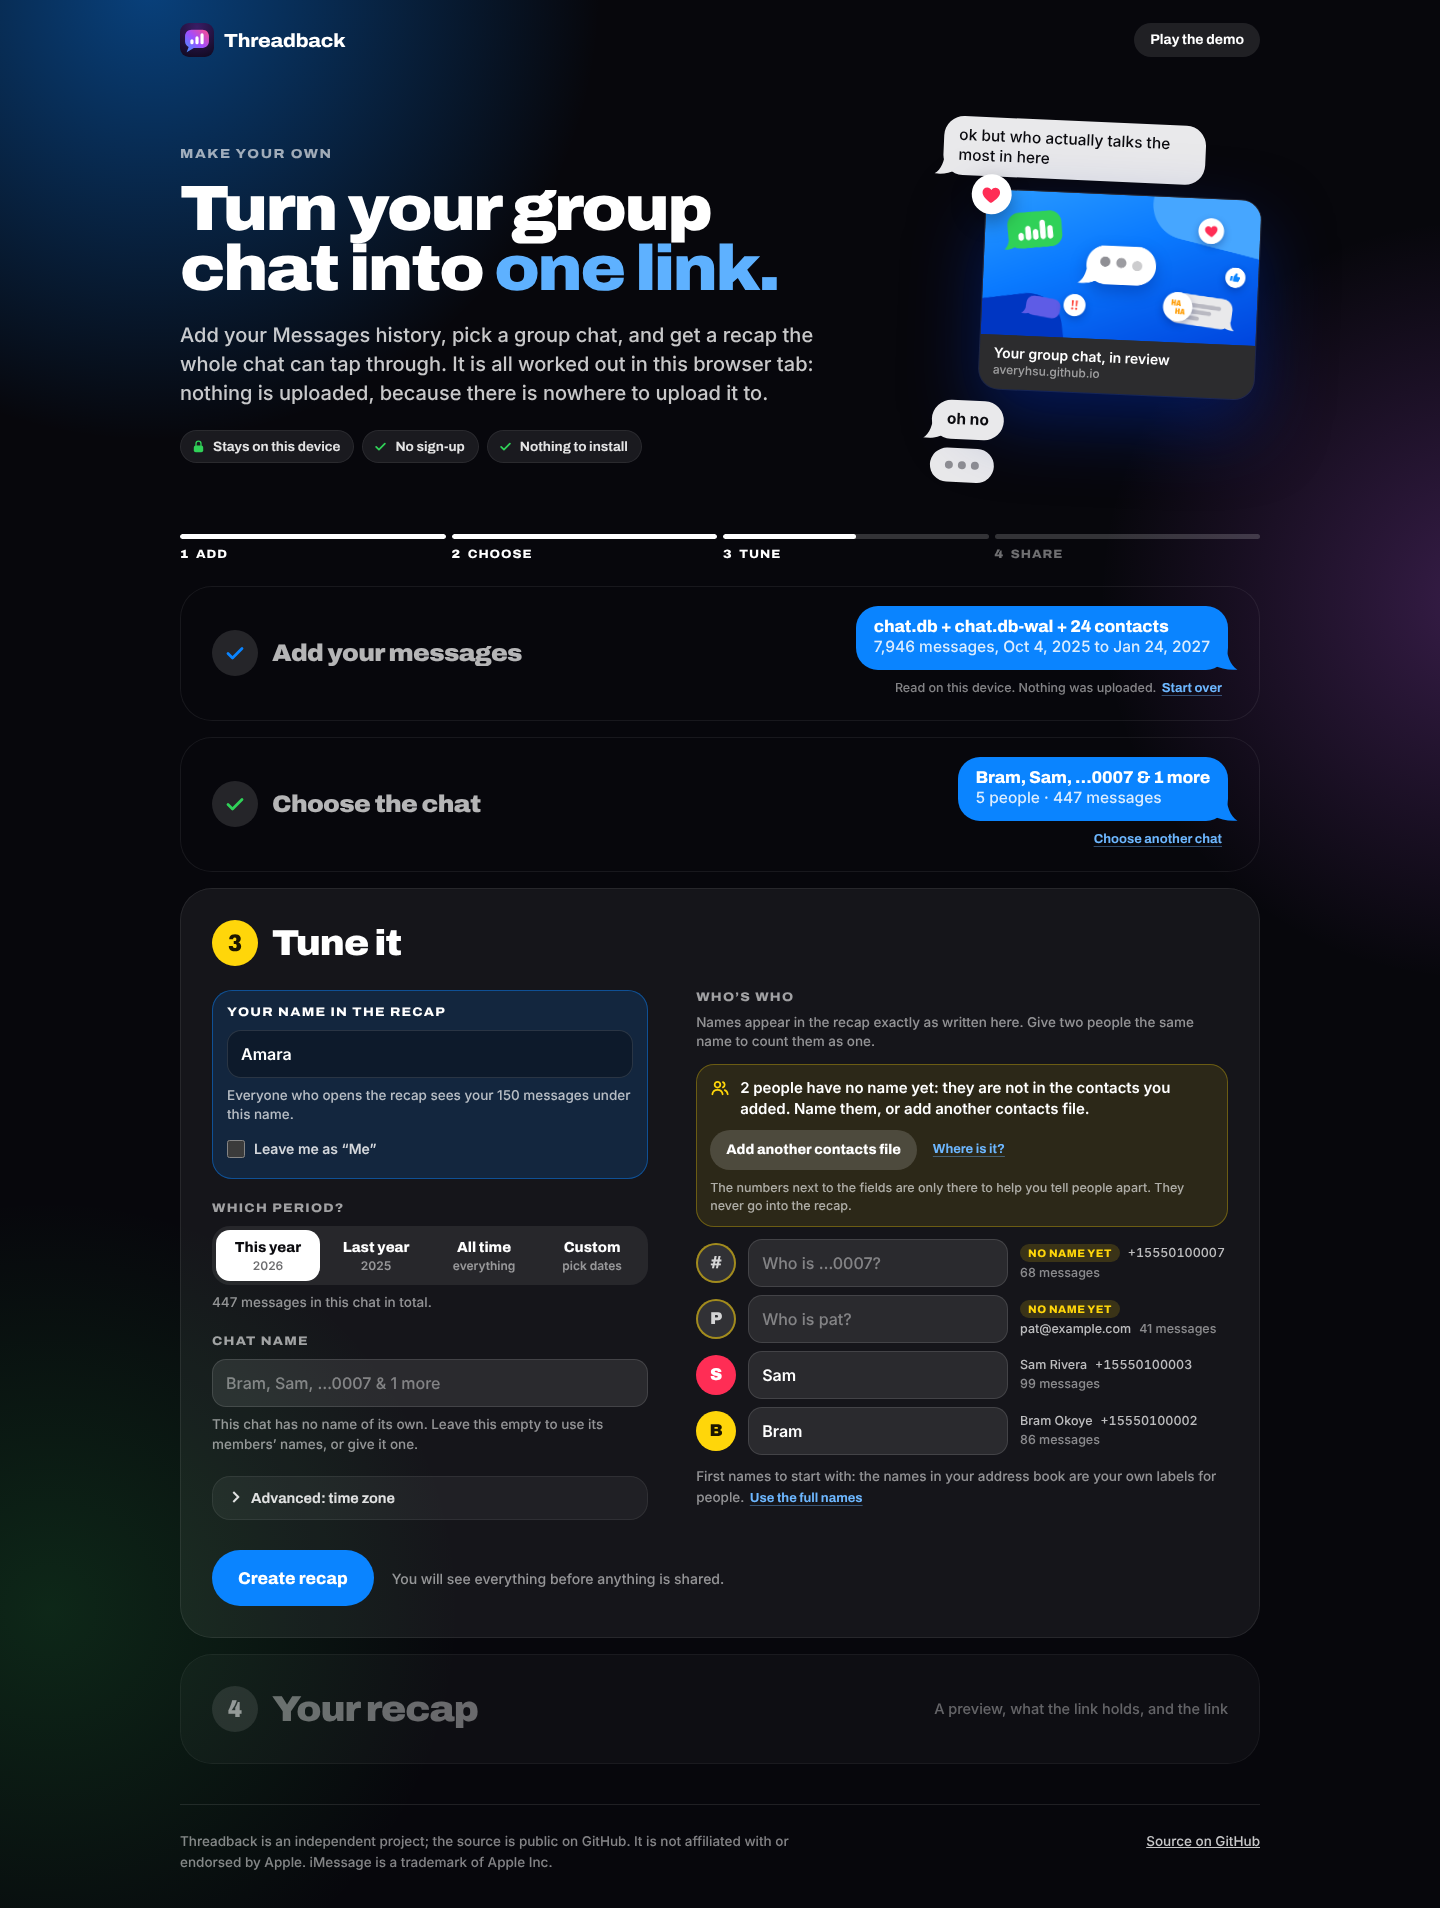 Threadback
Play the demo
MAKE YOUR OWN
Turn your group
chat into one link.
Add your Messages history, pick a group chat, and get a recap the
whole chat can tap through. It is all worked out in this browser tab:
nothing is uploaded, because there is nowhere to upload it to.
Stays on this device
No sign-up
Nothing to install
ok but who actually talks the
most in here
!!
HA
HA
Your group chat, in review
averyhsu.github.io
oh no
1 ADD
2 CHOOSE
3 TUNE
4 SHARE
Add your messages
chat.db + chat.db-wal + 24 contacts
7,946 messages, Oct 4, 2025 to Jan 24, 2027
Read on this device. Nothing was uploaded. Start over
Choose the chat
Bram, Sam, …0007 & 1 more
5 people · 447 messages
Choose another chat
3
Tune it
YOUR NAME IN THE RECAP
Amara
Everyone who opens the recap sees your 150 messages under
this name.
Leave me as “Me”
WHICH PERIOD?
This year
2026
Last year
2025
All time
everything
Custom
pick dates
447 messages in this chat in total.
CHAT NAME
Bram, Sam, …0007 & 1 more
This chat has no name of its own. Leave this empty to use its
members’ names, or give it one.
Advanced: time zone
WHO’S WHO
Names appear in the recap exactly as written here. Give two people the same
name to count them as one.
2 people have no name yet: they are not in the contacts you
added. Name them, or add another contacts file.
Add another contacts file
Where is it?
The numbers next to the fields are only there to help you tell people apart. They
never go into the recap.
#
Who is …0007?
NO NAME YET +15550100007
68 messages
P
Who is pat?
NO NAME YET
pat@example.com 41 messages
S
Sam
Sam Rivera +15550100003
99 messages
B
Bram
Bram Okoye +15550100002
86 messages
First names to start with: the names in your address book are your own labels for
people. Use the full names
Create recap
You will see everything before anything is shared.
4
Your recap
A preview, what the link holds, and the link
Threadback is an independent project; the source is public on GitHub. It is not affiliated with or
endorsed by Apple. iMessage is a trademark of Apple Inc.
Source on GitHub